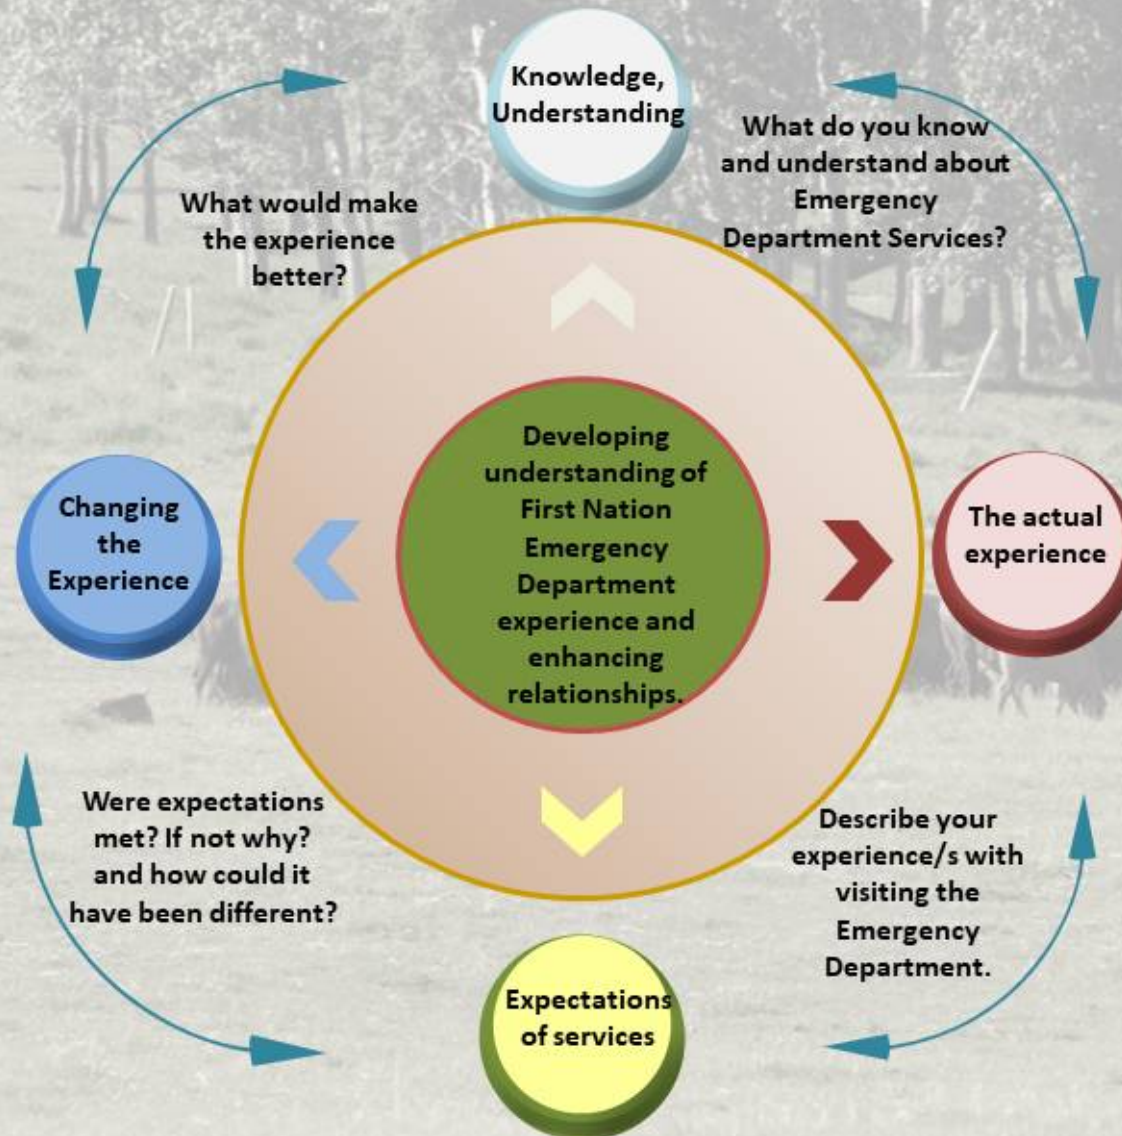 Knowledge,
Understanding
What do you know
and understand about
Emergency
Department Services?
What would make
the experience
better?
Developing
understanding of
First Nation
Emergency
Department
experience and
enhancing
relationships.
Changing
the
Experience
The actual
experience
Were expectations
met? If not why?
and how could it
have been different?
Describe your
experience/s with
visiting the
Emergency
Department.
Expectations
of services